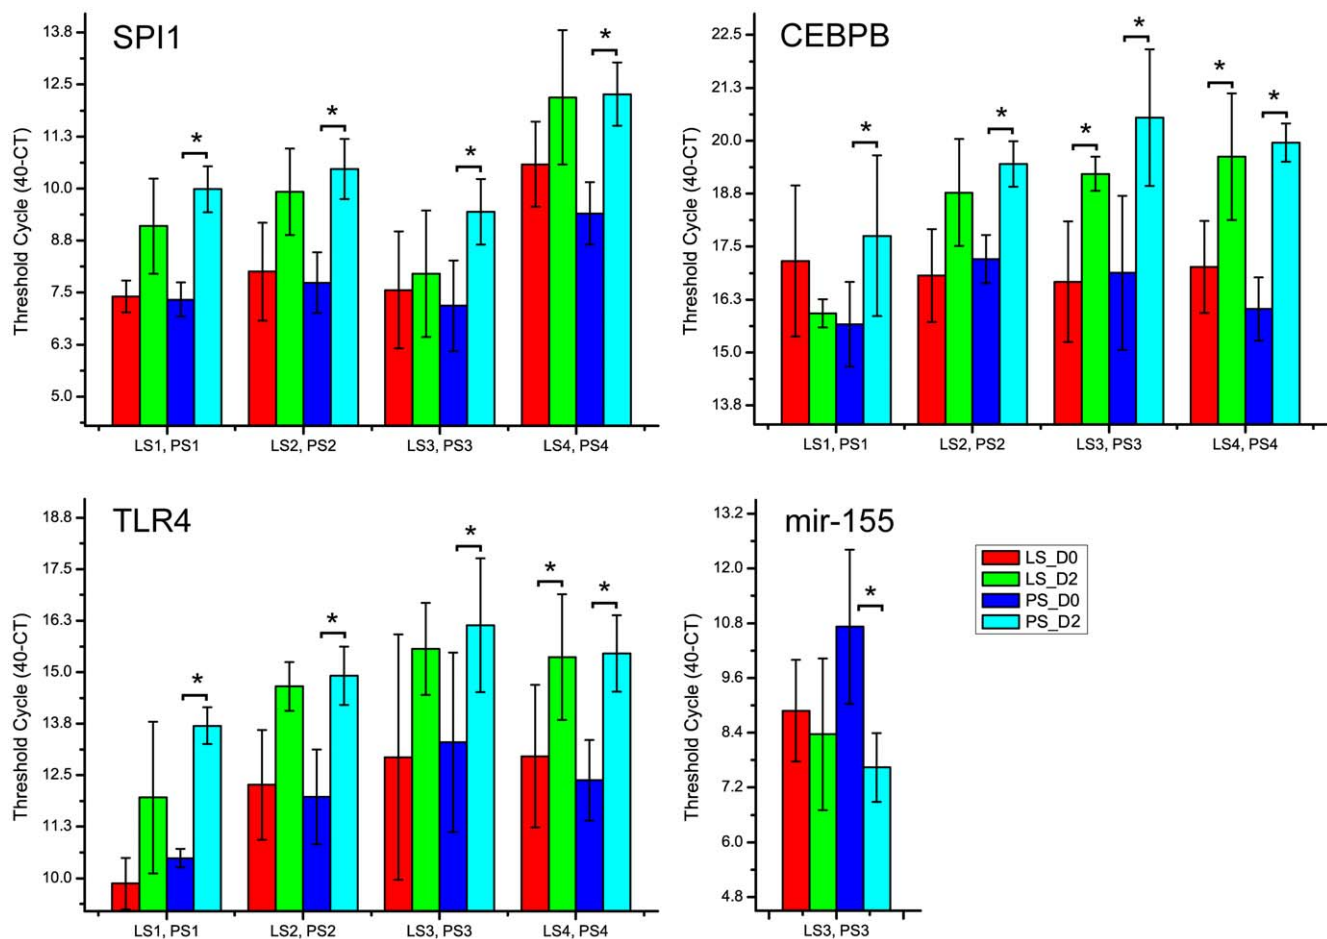 SPI1
Threshold Cycle (40-CT)
13.8
12.5
11.3
10.0
8.8
7.5
6.3
5.0
* * * *
LS1, PS1 LS2, PS2 LS3, PS3 LS4, PS4
CEBPB
Threshold Cycle (40-CT)
22.5
21.3
20.0
18.8
17.5
16.3
15.0
13.8
* * * * * *
LS1, PS1 LS2, PS2 LS3, PS3 LS4, PS4
TLR4
Threshold Cycle (40-CT)
18.8
17.5
16.3
15.0
13.8
12.5
11.3
10.0
* * * * *
LS1, PS1 LS2, PS2 LS3, PS3 LS4, PS4
mir-155
Threshold Cycle (40-CT)
13.2
12.0
10.8
9.6
8.4
7.2
6.0
4.8
*
LS3, PS3
LS_D0
LS_D2
PS_D0
PS_D2